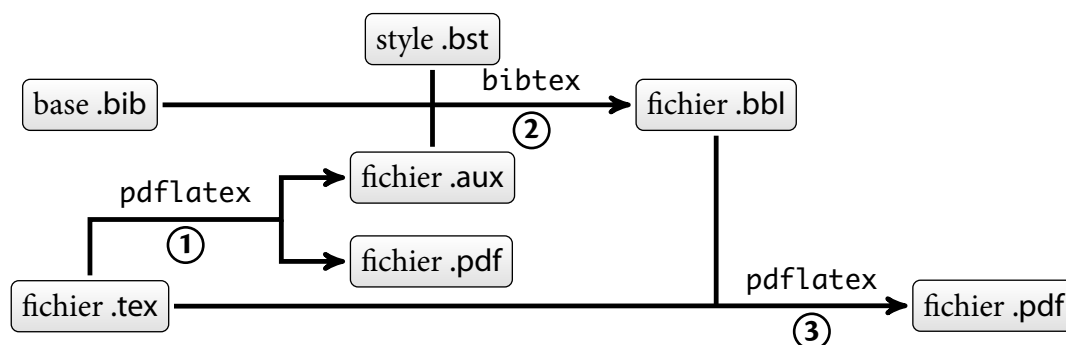 style .bst
bibtex
base .bib
fichier .bbl
2
fichier .aux
pdflatex
1
fichier .pdf
pdflatex
fichier .tex
fichier .pdf
3